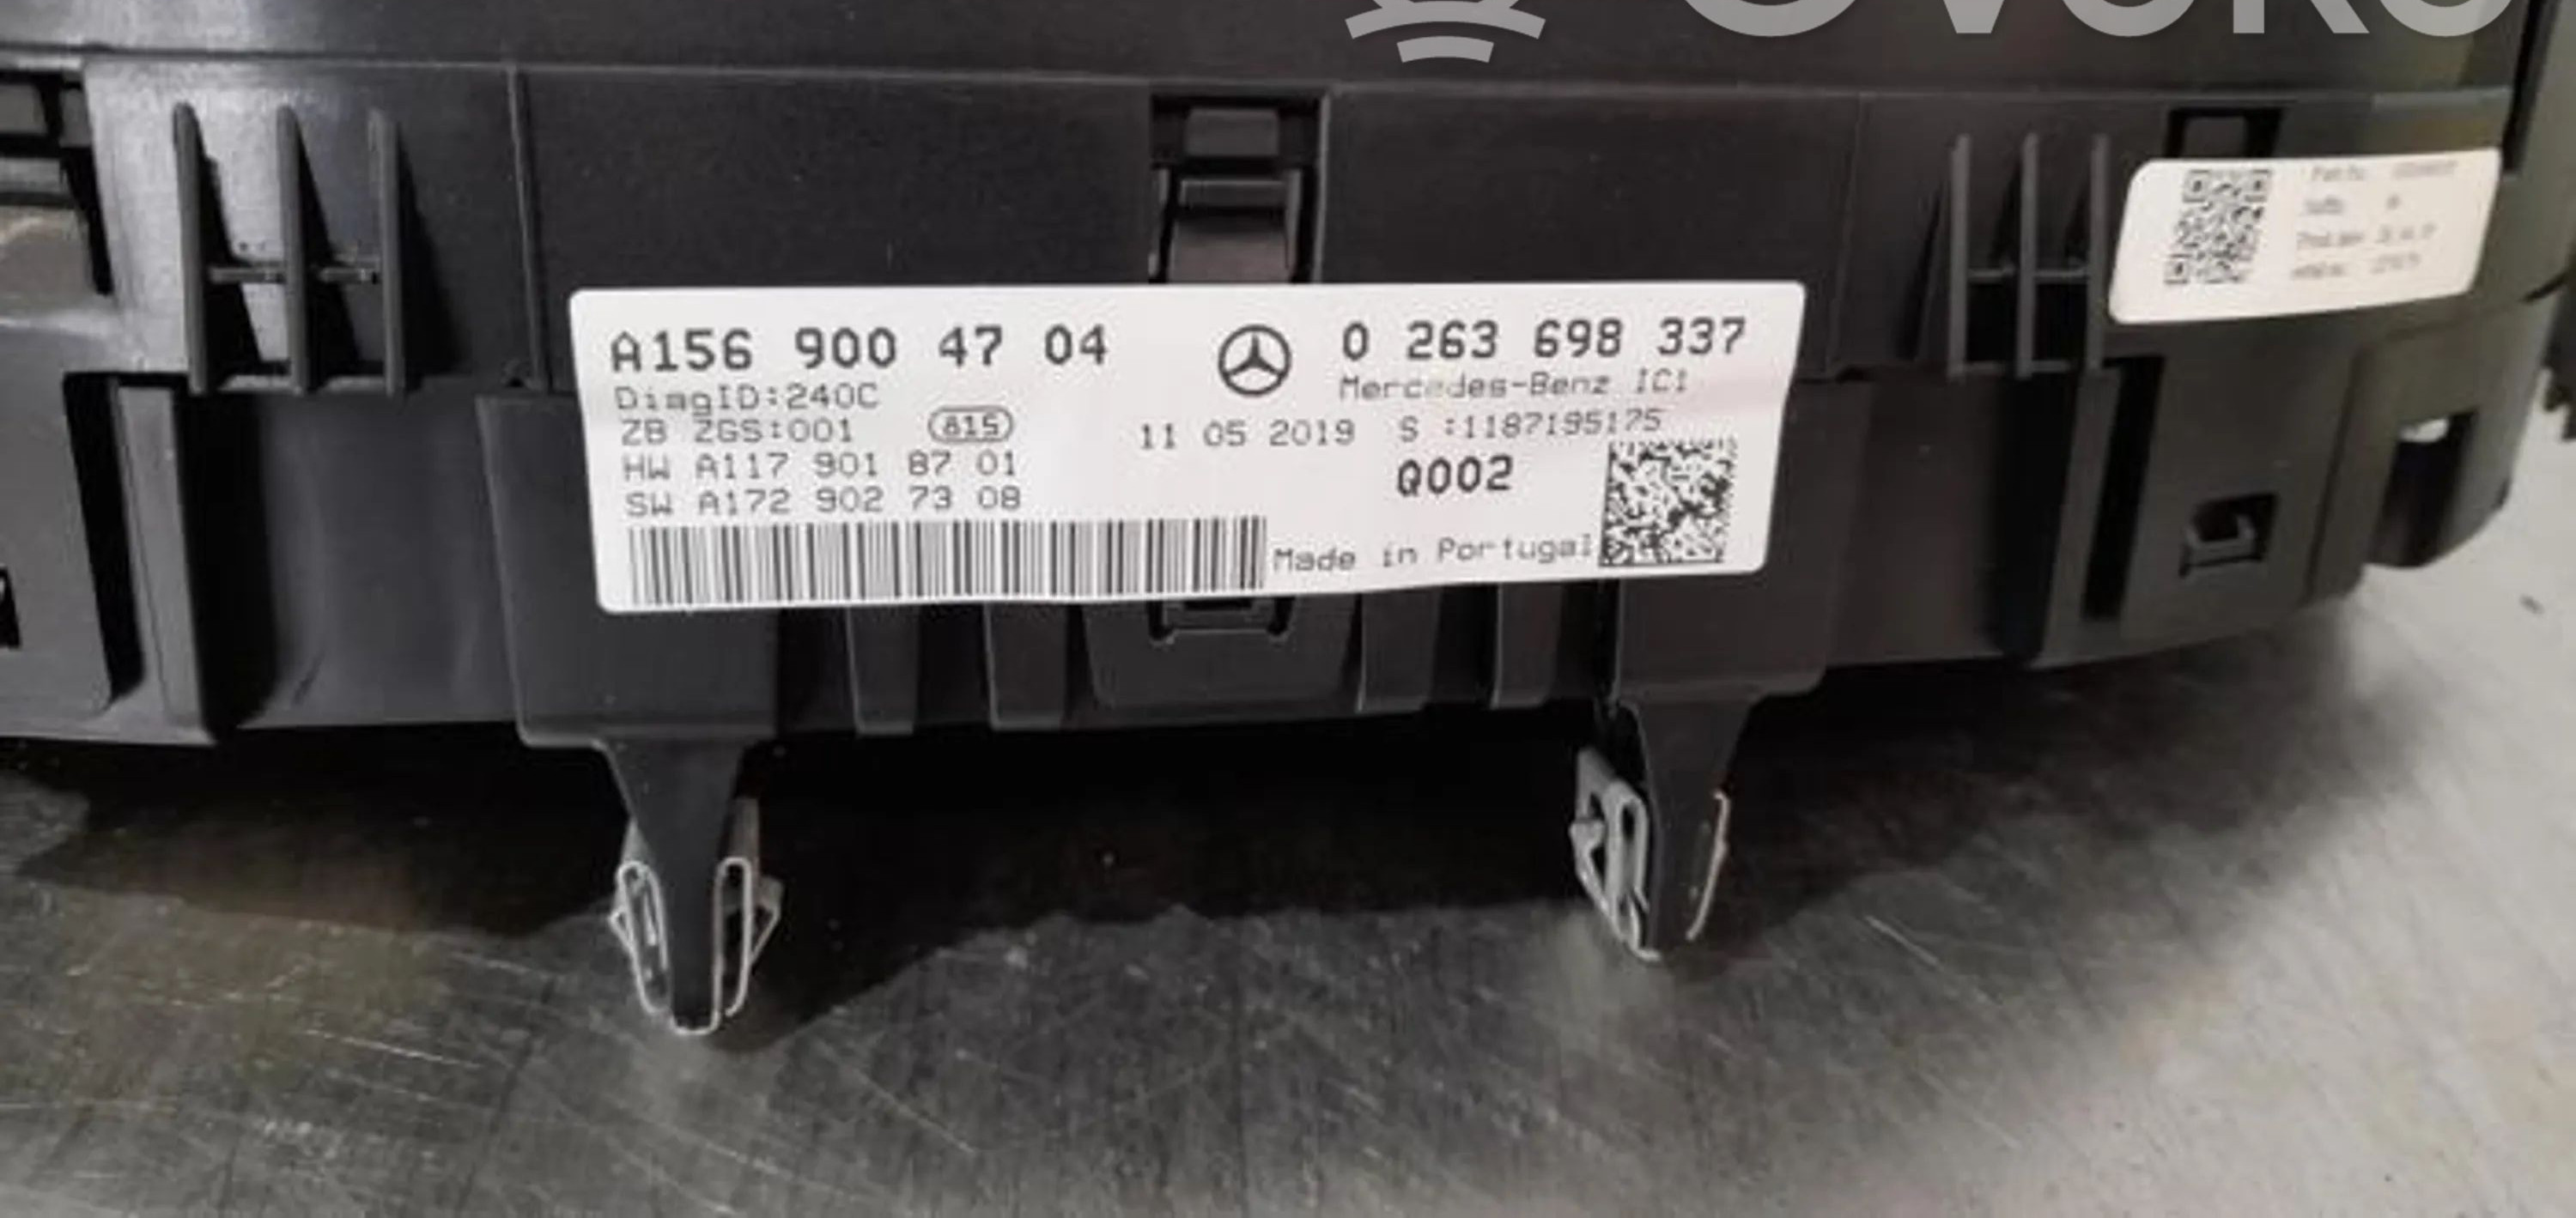 A156 900 47 04
DiagID:240C
ZB ZGS:001 815
HW A117 901 87 01
SW A172 902 73 08
0 263 698 337
Mercedes-Benz IC1
11 05 2019 S :1187195175
Q002
Made in Portugal